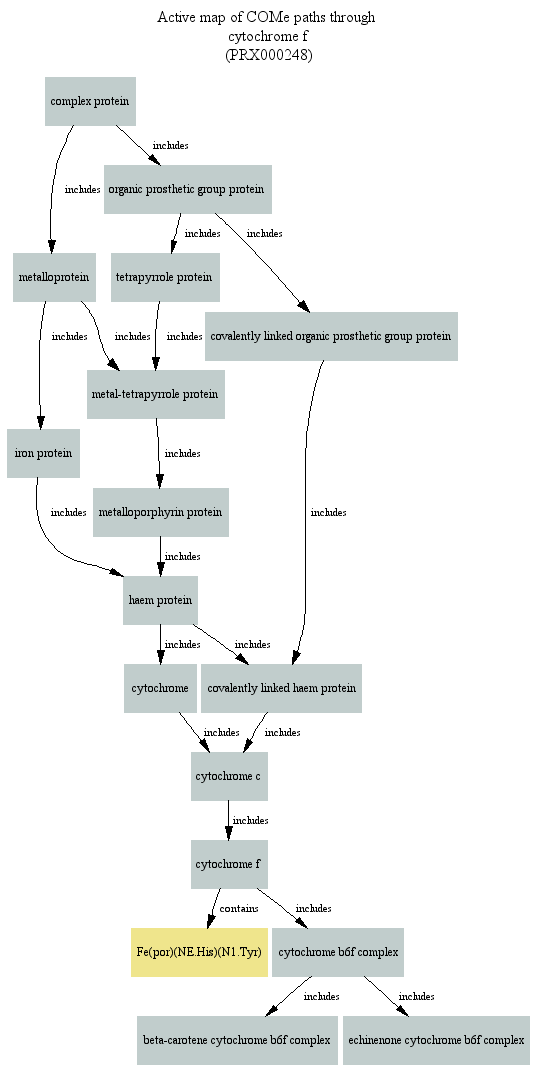 Active map of COMe paths through
cytochrome f
(PRX000248)
complex protein
includes
includes
organic prosthetic group protein
includes
includes
metalloprotein
tetrapyrrole protein
includes
includes
includes
covalently linked organic prosthetic group protein
metal-tetrapyrrole protein
iron protein
includes
includes
metalloporphyrin protein
includes
includes
haem protein
includes
includes
cytochrome
covalently linked haem protein
includes
includes
cytochrome c
includes
cytochrome f
contains
includes
Fe(por)(NE.His)(N1.Tyr)
cytochrome b6f complex
includes
includes
beta-carotene cytochrome b6f complex
echinenone cytochrome b6f complex